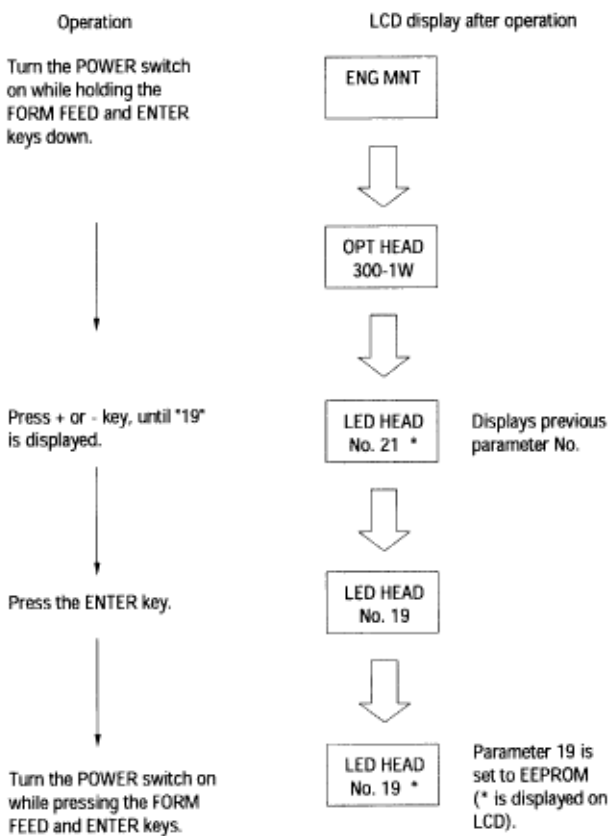 Operation
LCD display after operation
Turn the POWER switch
on while holding the
FORM FEED and ENTER
keys down.
ENG MNT
OPT HEAD
300-1W
Press + or - key, until "19"
is displayed.
LED HEAD
No. 21 *
Displays previous
parameter No.
Press the ENTER key.
LED HEAD
No. 19
Turn the POWER switch on
while pressing the FORM
FEED and ENTER keys.
LED HEAD
No. 19 *
Parameter 19 is
set to EEPROM
(* is displayed on
LCD).